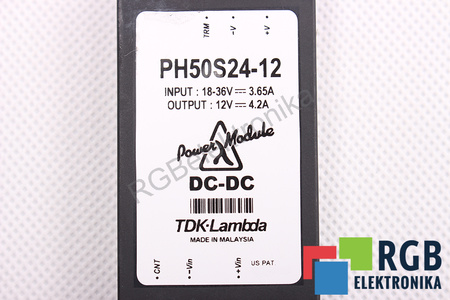 TRM -V +V
PH50S24-12
INPUT : 18-36V⎓ 3.65A
OUTPUT : 12V⎓ 4.2A
Power Module
DC-DC
TDK·Lambda
MADE IN MALAYSIA
• CNT -Vin +Vin US PAT.
RGBelektronika
RGB
ELEKTRONIKA